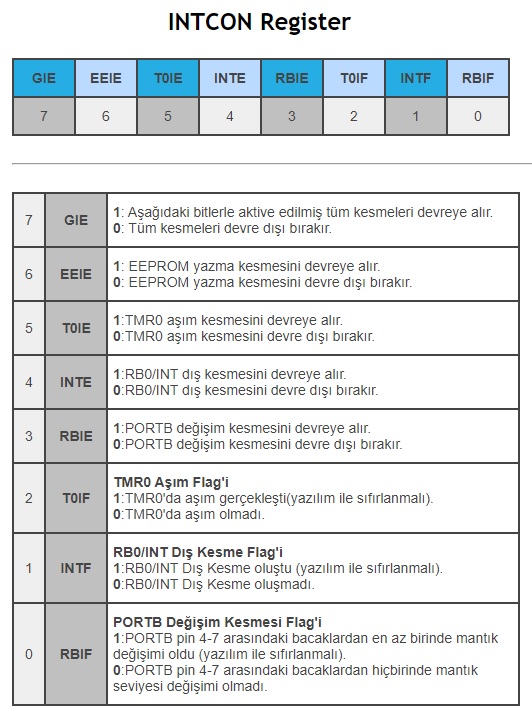 INTCON Register
GIE EEIE T0IE INTE RBIE T0IF INTF RBIF
7 6 5 4 3 2 1 0
7 GIE 1: Aşağıdaki bitlerle aktive edilmiş tüm kesmeleri devreye alır.
0: Tüm kesmeleri devre dışı bırakır.
6 EEIE 1: EEPROM yazma kesmesini devreye alır.
0: EEPROM yazma kesmesini devre dışı bırakır.
5 T0IE 1:TMR0 aşım kesmesini devreye alır.
0:TMR0 aşım kesmesini devre dışı bırakır.
4 INTE 1:RB0/INT dış kesmesini devreye alır.
0:RB0/INT dış kesmesini devre dışı bırakır.
3 RBIE 1:PORTB değişim kesmesini devreye alır.
0:PORTB değişim kesmesini devre dışı bırakır.
2 T0IF TMR0 Aşım Flag'i
1:TMR0'da aşım gerçekleşti(yazılım ile sıfırlanmalı).
0:TMR0'da aşım olmadı.
1 INTF RB0/INT Dış Kesme Flag'i
1:RB0/INT Dış Kesme oluştu (yazılım ile sıfırlanmalı).
0:RB0/INT Dış Kesme oluşmadı.
0 RBIF PORTB Değişim Kesmesi Flag'i
1:PORTB pin 4-7 arasındaki bacaklardan en az birinde mantık
değişimi oldu (yazılım ile sıfırlanmalı).
0:PORTB pin 4-7 arasındaki bacaklardan hiçbirinde mantık
seviyesi değişimi olmadı.